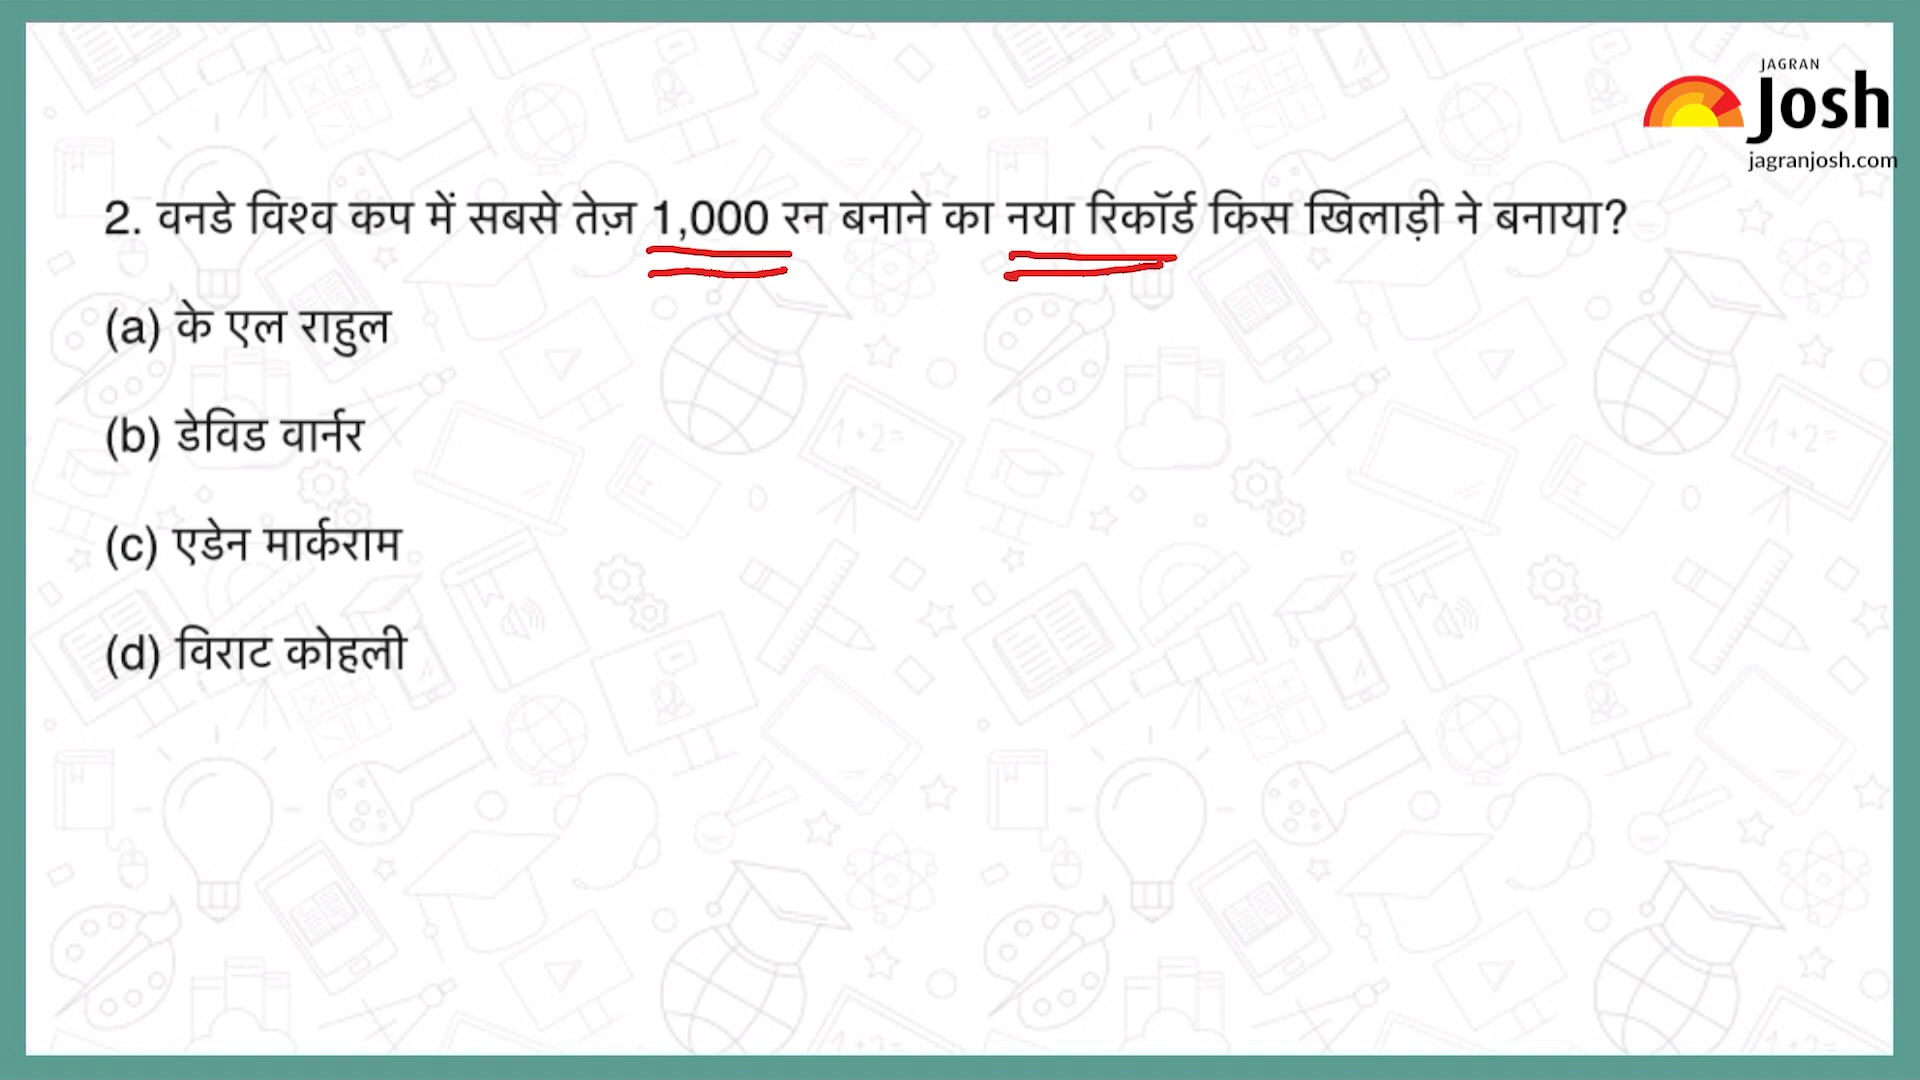 JAGRAN
Josh
jagranjosh.com
2. वनडे विश्व कप में सबसे तेज़ 1,000 रन बनाने का नया रिकॉर्ड किस खिलाड़ी ने बनाया?
(a) के एल राहुल
(b) डेविड वार्नर
(c) एडेन मार्कराम
(d) विराट कोहली